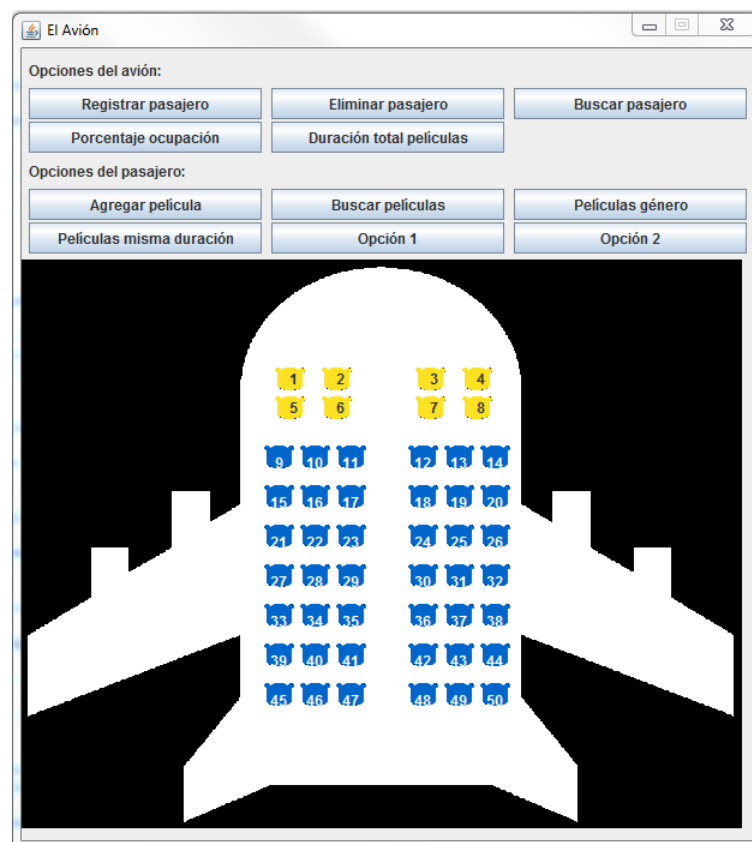 El Avión
Opciones del avión:
Registrar pasajero Eliminar pasajero Buscar pasajero
Porcentaje ocupación Duración total películas
Opciones del pasajero:
Agregar película Buscar películas Películas género
Películas misma duración Opción 1 Opción 2
1 2 3 4
5 6 7 8
9 10 11 12 13 14
15 16 17 18 19 20
21 22 23 24 25 26
27 28 29 30 31 32
33 34 35 36 37 38
39 40 41 42 43 44
45 46 47 48 49 50